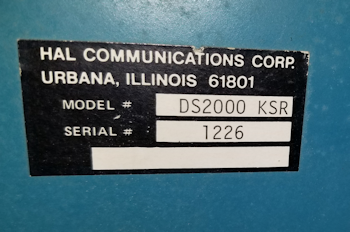 HAL COMMUNICATIONS CORP.
URBANA, ILLINOIS 61801
MODEL # DS2000 KSR
SERIAL # 1226